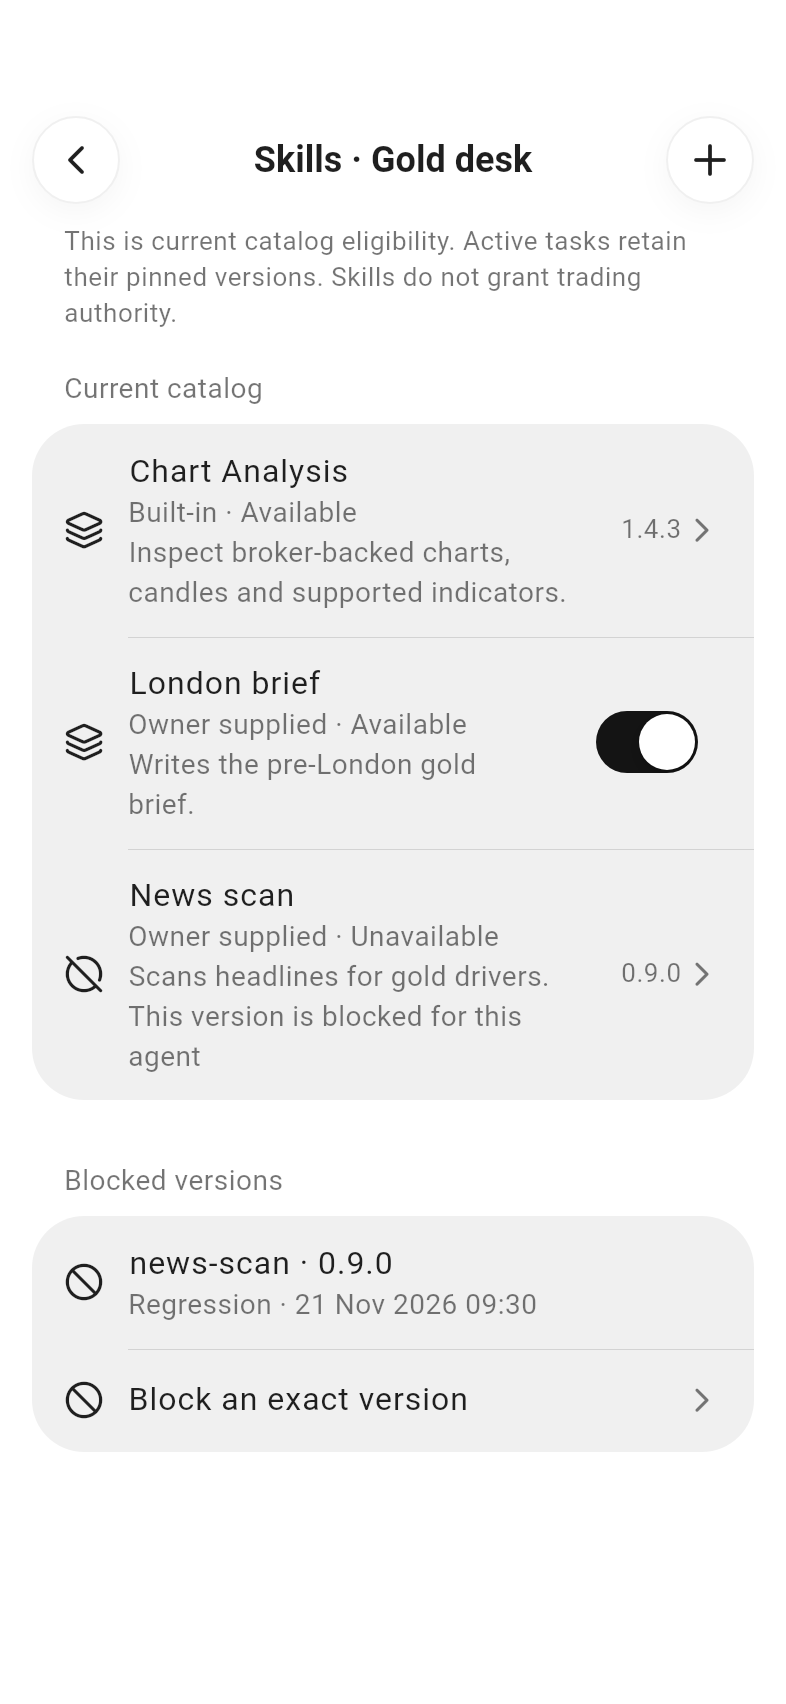 Skills · Gold desk
This is current catalog eligibility. Active tasks retain
their pinned versions. Skills do not grant trading
authority.
Current catalog
Chart Analysis
Built-in · Available
Inspect broker-backed charts,
candles and supported indicators.
1.4.3
London brief
Owner supplied · Available
Writes the pre-London gold
brief.
News scan
Owner supplied · Unavailable
Scans headlines for gold drivers.
This version is blocked for this
agent
0.9.0
Blocked versions
news-scan · 0.9.0
Regression · 21 Nov 2026 09:30
Block an exact version